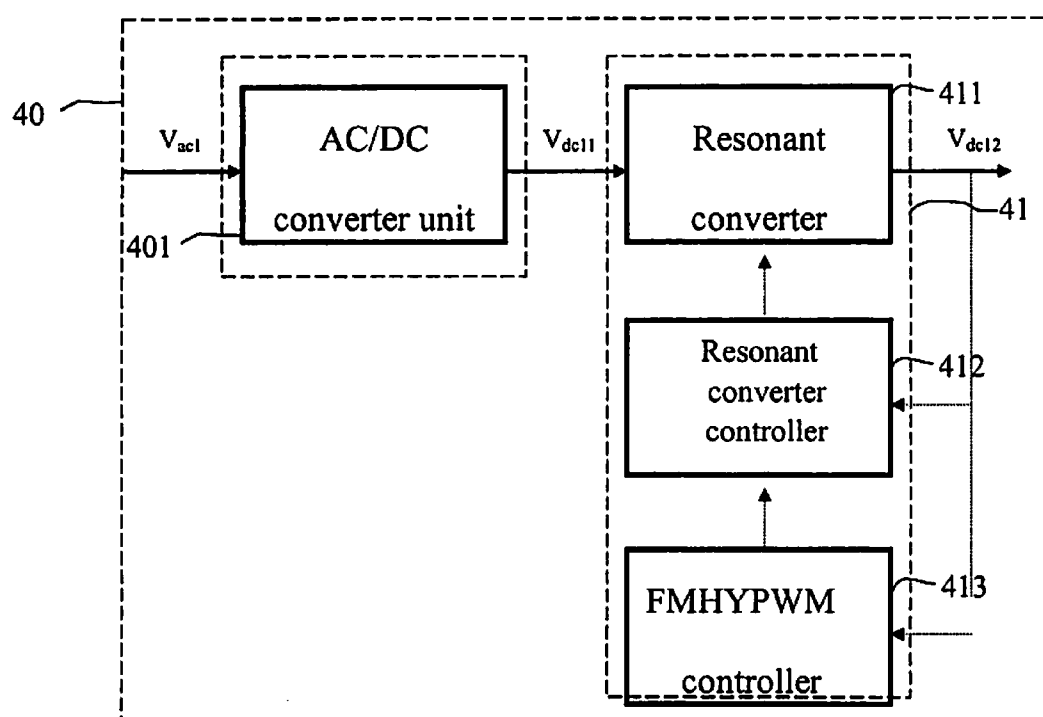 40
V_ac1
AC/DC
converter unit
401
V_dc11
Resonant
converter
411
V_dc12
41
Resonant
converter
controller
412
FMHYPWM
controller
413